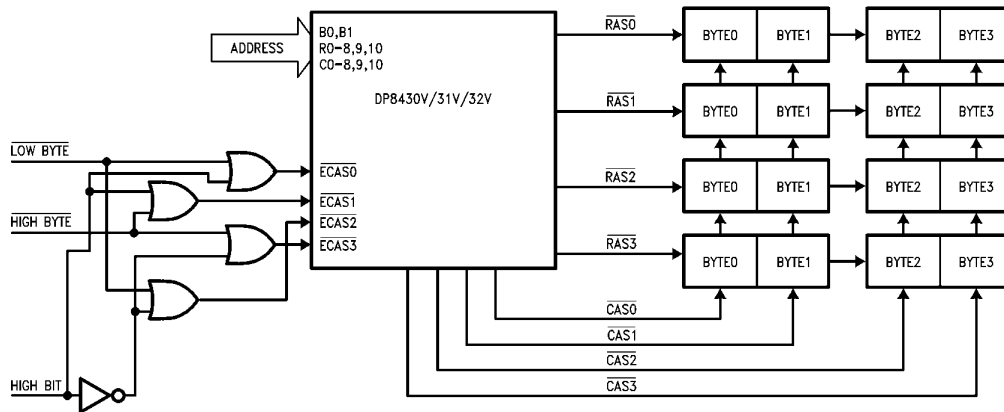 ADDRESS
B0,B1
R0-8,9,10
C0-8,9,10
DP8430V/31V/32V
LOW BYTE
HIGH BYTE
HIGH BIT
ECAS0
ECAS1
ECAS2
ECAS3
RAS0
BYTE0 BYTE1 BYTE2 BYTE3
RAS1
BYTE0 BYTE1 BYTE2 BYTE3
RAS2
BYTE0 BYTE1 BYTE2 BYTE3
RAS3
BYTE0 BYTE1 BYTE2 BYTE3
CAS0
CAS1
CAS2
CAS3